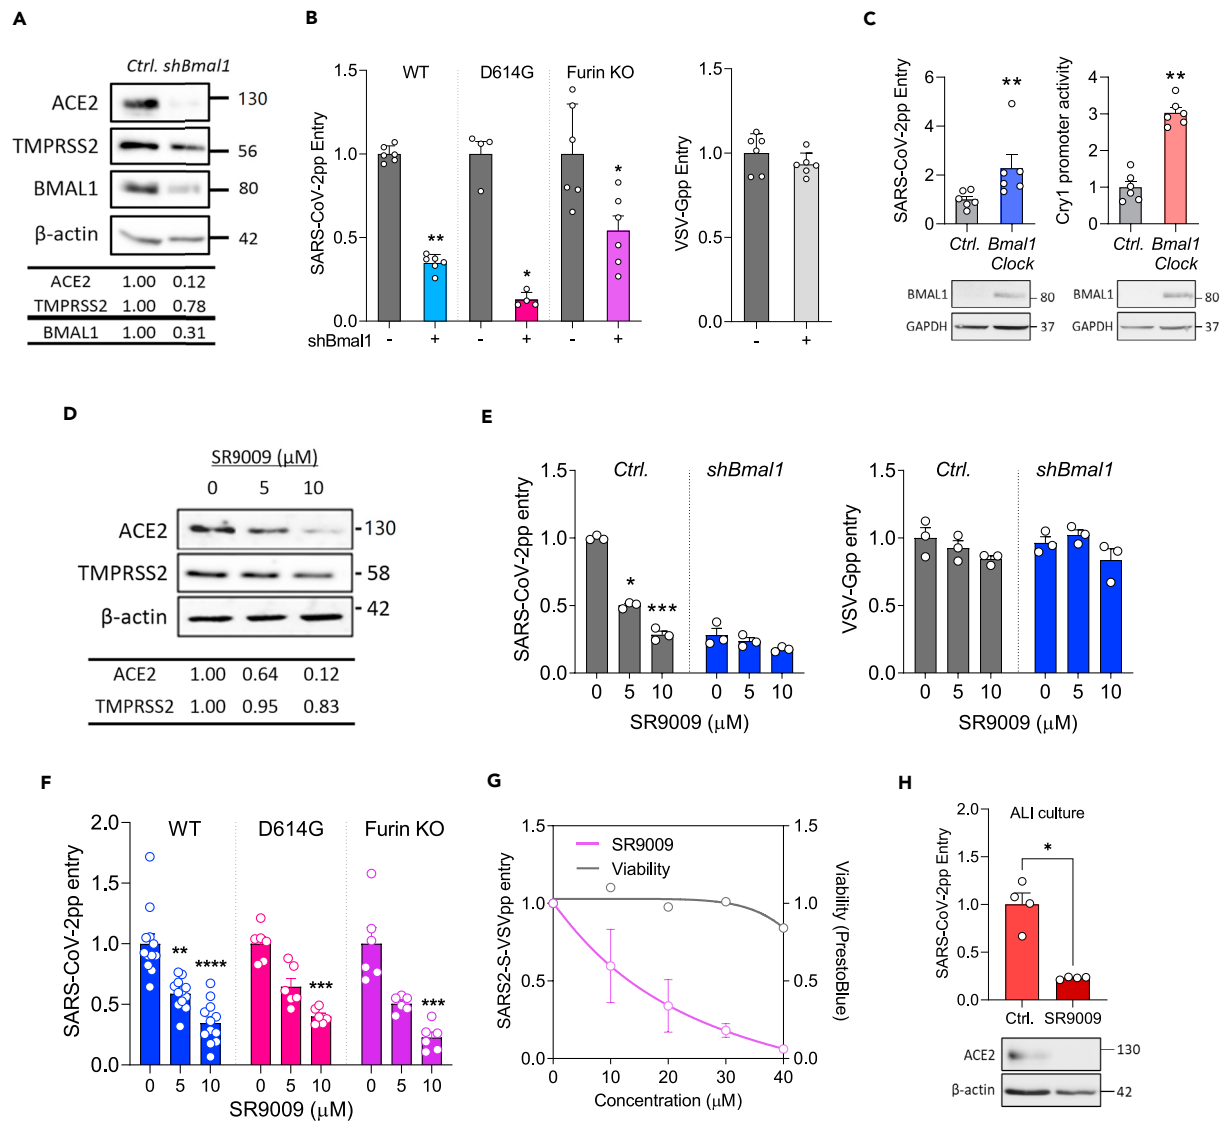 A
Ctrl. shBmal1
ACE2
130
TMPRSS2
56
BMAL1
80
β-actin
42
ACE2 1.00 0.12
TMPRSS2 1.00 0.78
BMAL1 1.00 0.31
B
WT D614G Furin KO
SARS-CoV-2pp Entry
1.5
1.0
0.5
0.0
**
*
*
shBmal1 - + - + - +
VSV-Gpp Entry
1.5
1.0
0.5
0.0
- +
C
SARS-CoV-2pp Entry
6
4
2
0
**
Ctrl. Bmal1
Clock
BMAL1
80
GAPDH
37
Cry1 promoter activity
4
3
2
1
0
**
Ctrl. Bmal1
Clock
BMAL1
80
GAPDH
37
D
SR9009 (μM)
0 5 10
ACE2
130
TMPRSS2
58
β-actin
42
ACE2 1.00 0.64 0.12
TMPRSS2 1.00 0.95 0.83
E
Ctrl. shBmal1
SARS-CoV-2pp entry
1.5
1.0
0.5
0.0
*
***
0 5 10 0 5 10
SR9009 (μM)
Ctrl. shBmal1
VSV-Gpp entry
1.5
1.0
0.5
0.0
0 5 10 0 5 10
SR9009 (μM)
F
WT D614G Furin KO
SARS-CoV-2pp entry
2.0
1.5
1.0
0.5
0.0
**
****
***
***
0 5 10 0 5 10 0 5 10
SR9009 (μM)
G
SARS2-S-VSVpp entry
1.5
1.0
0.5
0.0
SR9009
Viability
1.5
1.0
0.5
0.0
Viability (PrestoBlue)
0 10 20 30 40
Concentration (μM)
H
ALI culture
SARS-CoV-2pp Entry
2.0
1.5
1.0
0.5
0.0
*
Ctrl. SR9009
ACE2
130
β-actin
42